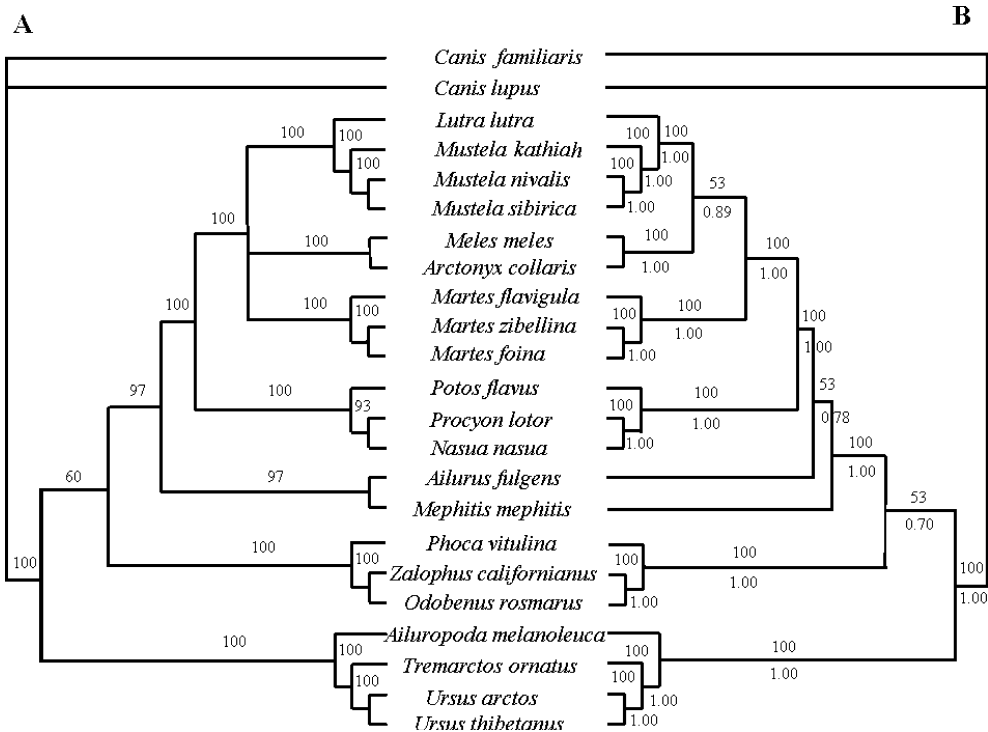 A
B
Canis familiaris
Canis lupus
Lutra lutra
Mustela kathiah
Mustela nivalis
Mustela sibirica
Meles meles
Arctonyx collaris
Martes flavigula
Martes zibellina
Martes foina
Potos flavus
Procyon lotor
Nasua nasua
Ailurus fulgens
Mephitis mephitis
Phoca vitulina
Zalophus californianus
Odobenus rosmarus
Ailuropoda melanoleuca
Tremarctos ornatus
Ursus arctos
Ursus thibetanus
100
100
100
100
100
100
100
100
100
93
97
97
60
100
100
100
100
100
100
100
100
1.00
100
1.00
100
1.00
53
0.89
100
1.00
100
1.00
100
1.00
100
1.00
100
1.00
100
1.00
100
1.00
53
0.78
100
1.00
53
0.70
100
1.00
100
1.00
100
1.00
100
1.00
100
1.00
100
1.00